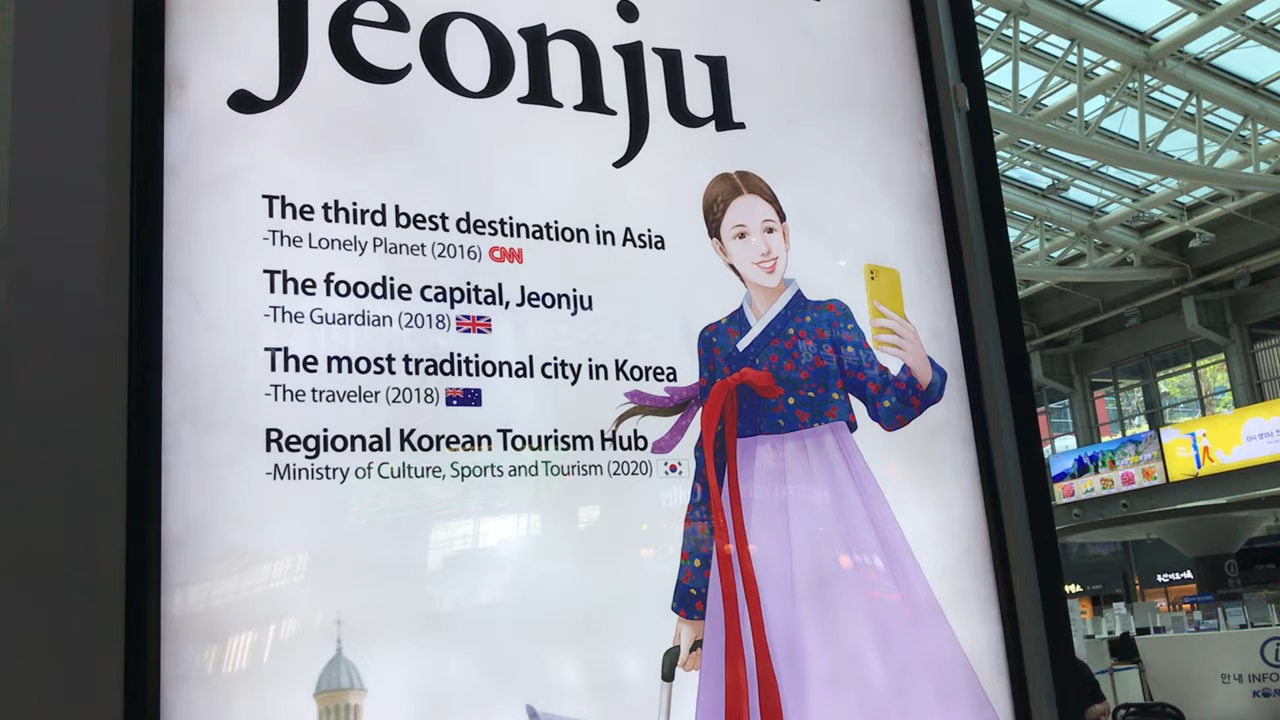 Jeonju
The third best destination in Asia
-The Lonely Planet (2016) CNN
The foodie capital, Jeonju
-The Guardian (2018)
The most traditional city in Korea
-The traveler (2018)
Regional Korean Tourism Hub
-Ministry of Culture, Sports and Tourism (2020)
안내 INFO